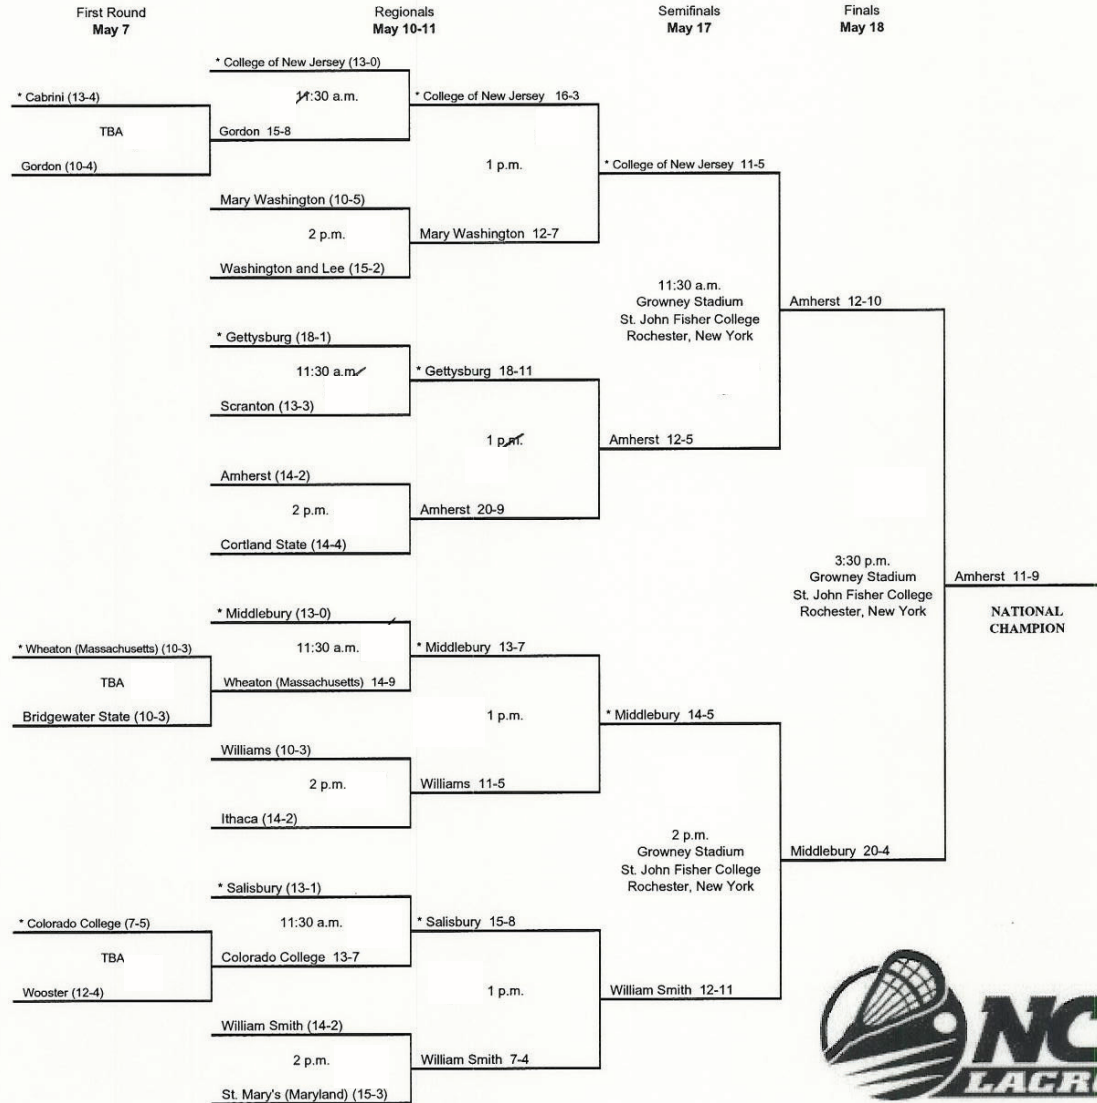 First Round
May 7
Regionals
May 10-11
Semifinals
May 17
Finals
May 18
* College of New Jersey (13-0)
* Cabrini (13-4)
11:30 a.m.
* College of New Jersey 16-3
TBA
Gordon 15-8
Gordon (10-4)
1 p.m.
* College of New Jersey 11-5
Mary Washington (10-5)
2 p.m.
Mary Washington 12-7
Washington and Lee (15-2)
11:30 a.m.
Growney Stadium
St. John Fisher College
Rochester, New York
Amherst 12-10
* Gettysburg (18-1)
11:30 a.m.
* Gettysburg 18-11
Scranton (13-3)
1 p.m.
Amherst 12-5
Amherst (14-2)
2 p.m.
Amherst 20-9
Cortland State (14-4)
3:30 p.m.
Growney Stadium
St. John Fisher College
Rochester, New York
Amherst 11-9
NATIONAL
CHAMPION
* Middlebury (13-0)
* Wheaton (Massachusetts) (10-3)
11:30 a.m.
* Middlebury 13-7
TBA
Wheaton (Massachusetts) 14-9
Bridgewater State (10-3)
1 p.m.
* Middlebury 14-5
Williams (10-3)
2 p.m.
Williams 11-5
Ithaca (14-2)
2 p.m.
Growney Stadium
St. John Fisher College
Rochester, New York
Middlebury 20-4
* Salisbury (13-1)
* Colorado College (7-5)
11:30 a.m.
* Salisbury 15-8
TBA
Colorado College 13-7
Wooster (12-4)
1 p.m.
William Smith 12-11
William Smith (14-2)
2 p.m.
William Smith 7-4
St. Mary's (Maryland) (15-3)
NC
LACRO